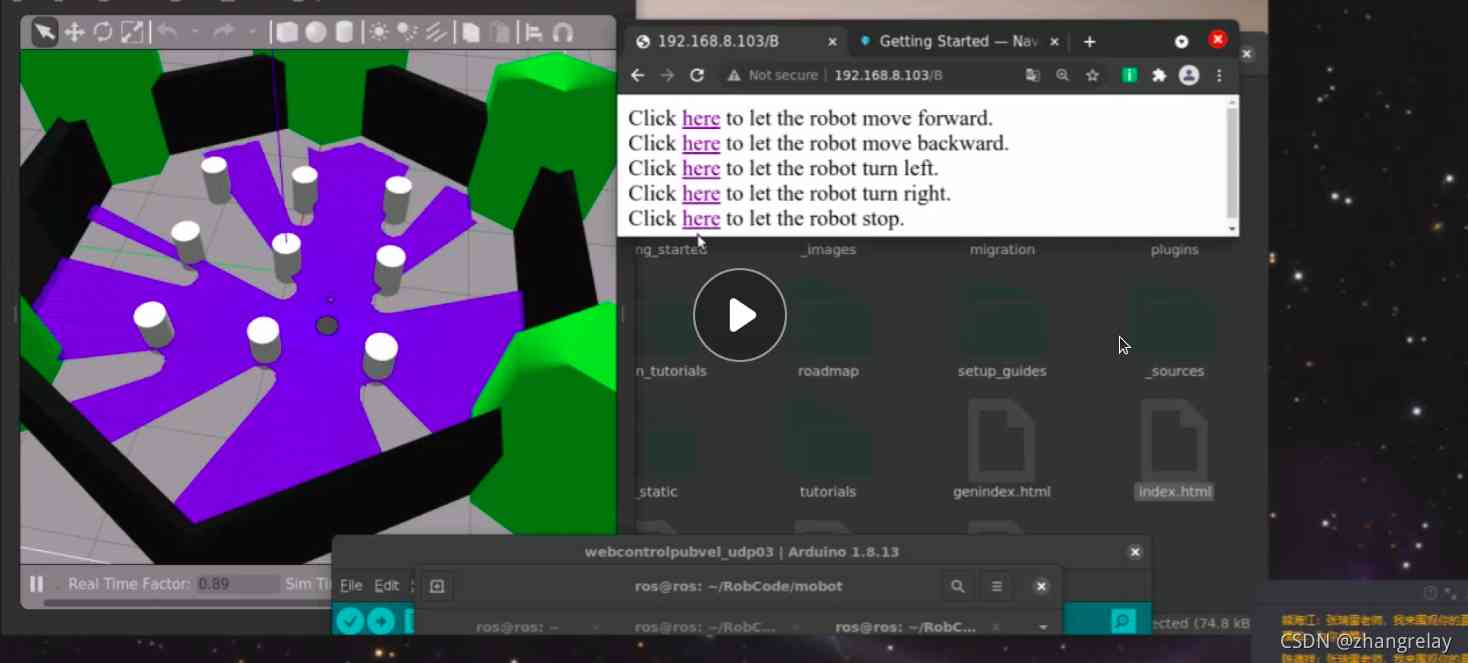 192.168.8.103/B
Getting Started — Nav
Not secure
192.168.8.103/B
Click here to let the robot move forward.
Click here to let the robot move backward.
Click here to let the robot turn left.
Click here to let the robot turn right.
Click here to let the robot stop.
ng_started
_images
migration
plugins
n_tutorials
roadmap
setup_guides
_sources
_static
tutorials
genindex.html
index.html
webcontrolpubvel_udp03 | Arduino 1.8.13
Real Time Factor: 0.89
Sim Ti
File Edit
ros@ros: ~/RobCode/mobot
ros@ros: ~
ros@ros: ~/RobC...
ros@ros: ~/RobC...
ected (74.8 kB
CSDN @zhangrelay